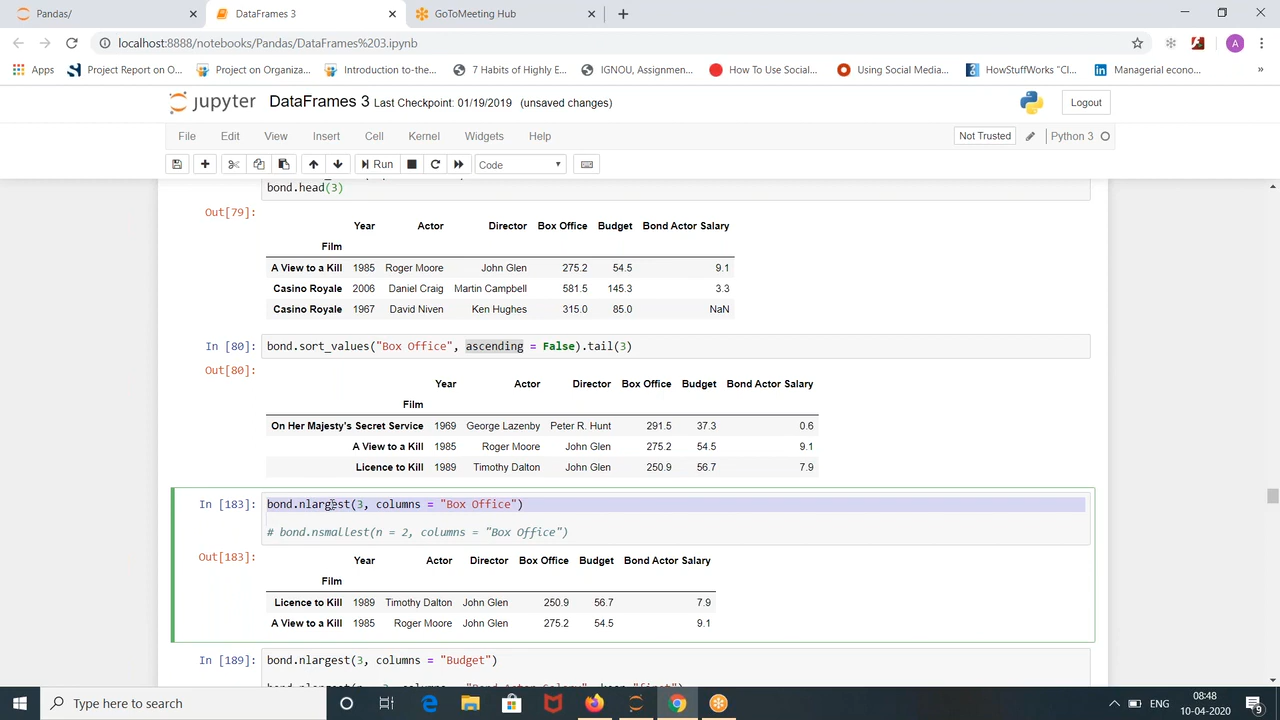 Pandas/
DataFrames 3
GoToMeeting Hub
localhost:8888/notebooks/Pandas/DataFrames%203.ipynb
A
Apps
Project Report on O...
Project on Organiza...
Introduction-to-the...
7 Habits of Highly E...
IGNOU, Assignmen...
How To Use Social...
Using Social Media...
HowStuffWorks "Cl...
Managerial econo...
»
jupyter DataFrames 3 Last Checkpoint: 01/19/2019 (unsaved changes)
Logout
File Edit View Insert Cell Kernel Widgets Help
Not Trusted
Python 3
Run
Code
bond.head(3)
Out[79]:
Year Actor Director Box Office Budget Bond Actor Salary
Film
A View to a Kill 1985 Roger Moore John Glen 275.2 54.5 9.1
Casino Royale 2006 Daniel Craig Martin Campbell 581.5 145.3 3.3
Casino Royale 1967 David Niven Ken Hughes 315.0 85.0 NaN
In [80]: bond.sort_values("Box Office", ascending = False).tail(3)
Out[80]:
Year Actor Director Box Office Budget Bond Actor Salary
Film
On Her Majesty's Secret Service 1969 George Lazenby Peter R. Hunt 291.5 37.3 0.6
A View to a Kill 1985 Roger Moore John Glen 275.2 54.5 9.1
Licence to Kill 1989 Timothy Dalton John Glen 250.9 56.7 7.9
In [183]: bond.nlargest(3, columns = "Box Office")
# bond.nsmallest(n = 2, columns = "Box Office")
Out[183]:
Year Actor Director Box Office Budget Bond Actor Salary
Film
Licence to Kill 1989 Timothy Dalton John Glen 250.9 56.7 7.9
A View to a Kill 1985 Roger Moore John Glen 275.2 54.5 9.1
In [189]: bond.nlargest(3, columns = "Budget")
Type here to search
ENG
08:48
10-04-2020
9